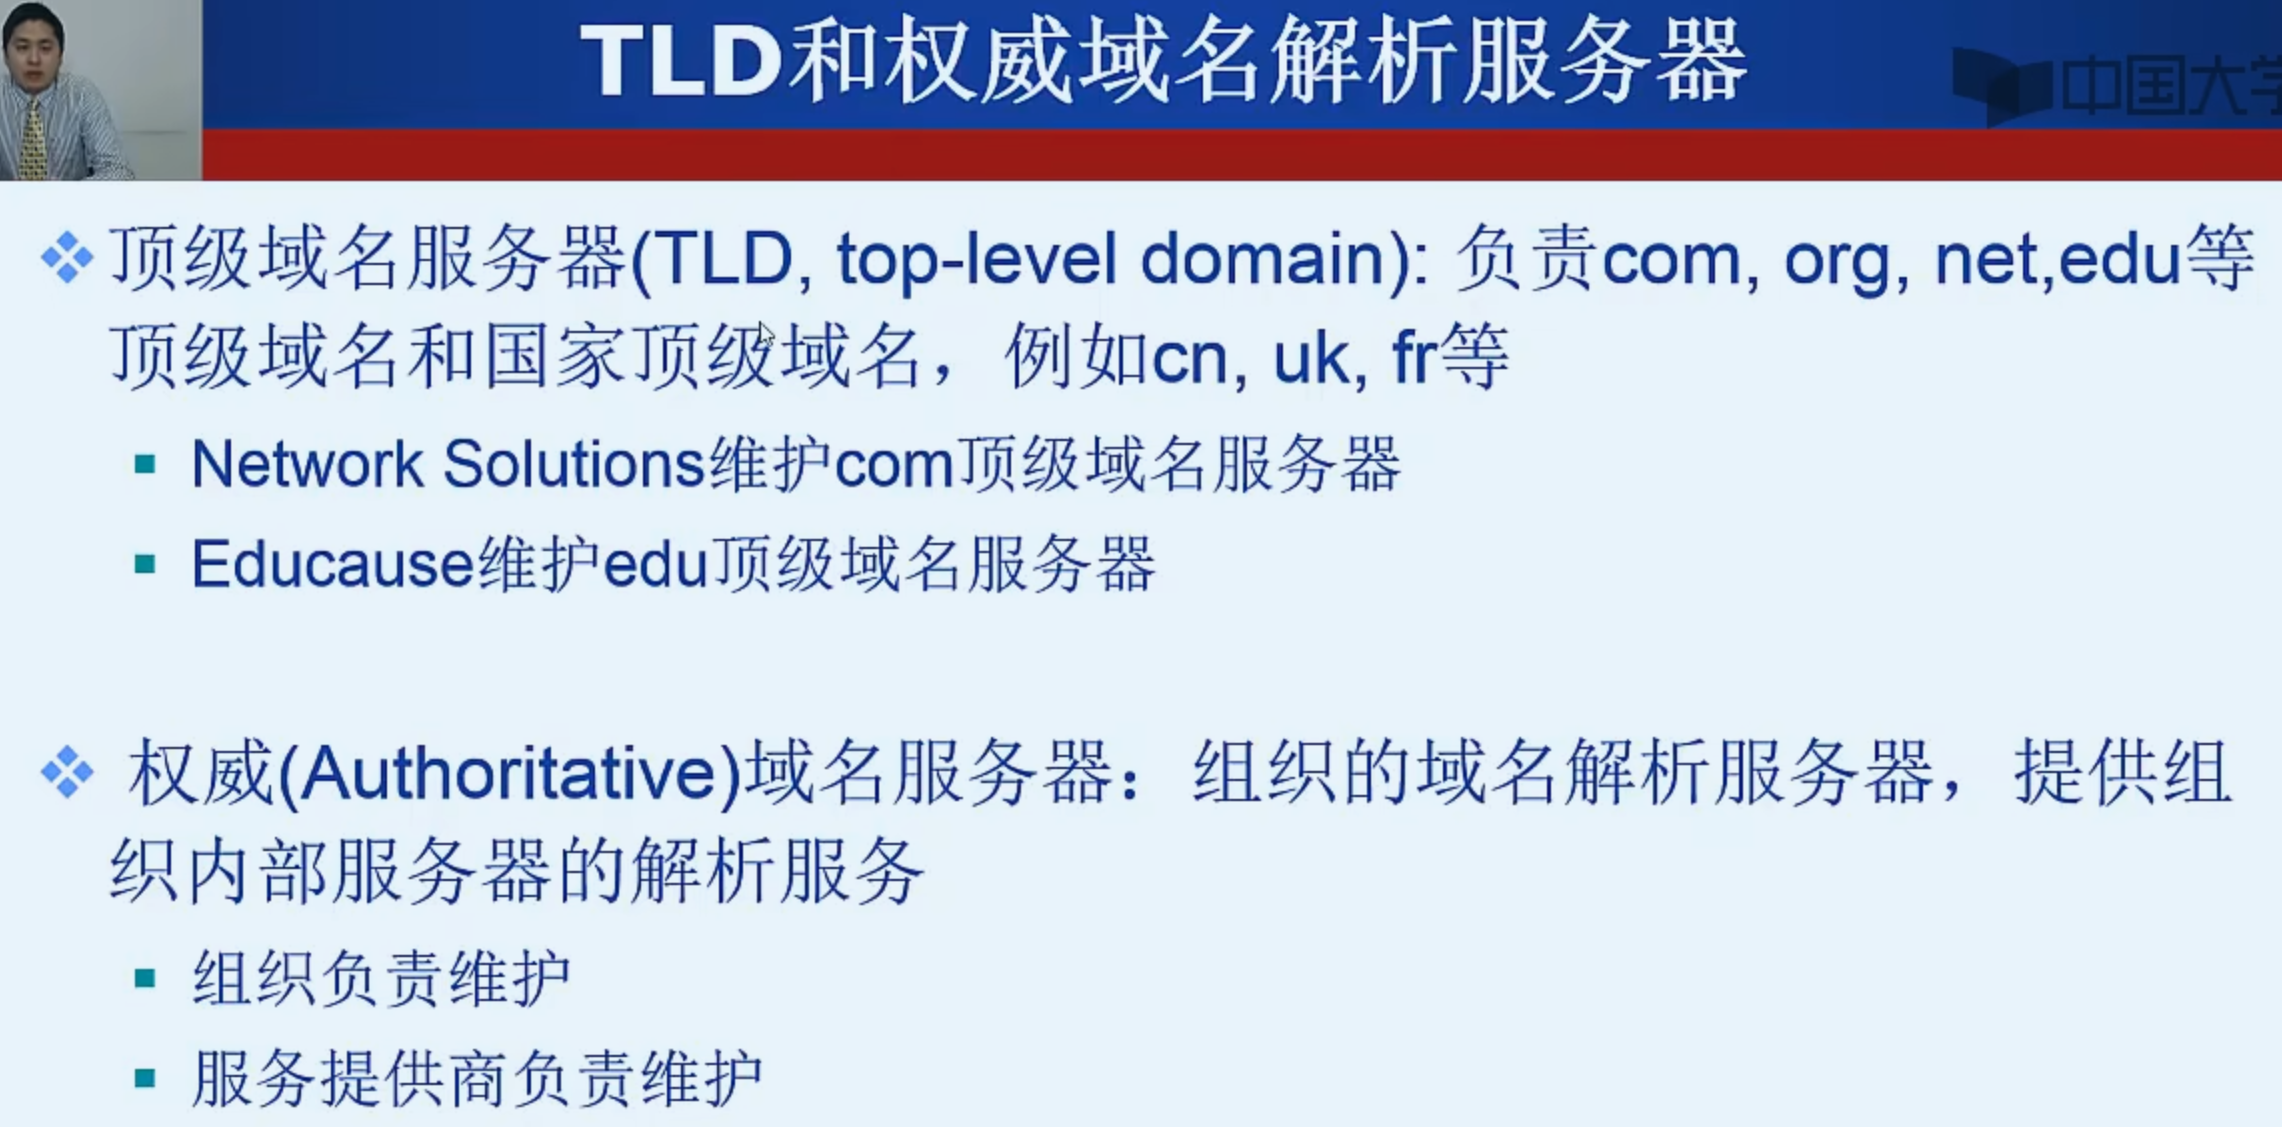 TLD和权威域名解析服务器
中国大学
顶级域名服务器(TLD, top-level domain): 负责com, org, net,edu等
顶级域名和国家顶级域名，例如cn, uk, fr等
Network Solutions维护com顶级域名服务器
Educause维护edu顶级域名服务器
权威(Authoritative)域名服务器：组织的域名解析服务器，提供组
织内部服务器的解析服务
组织负责维护
服务提供商负责维护